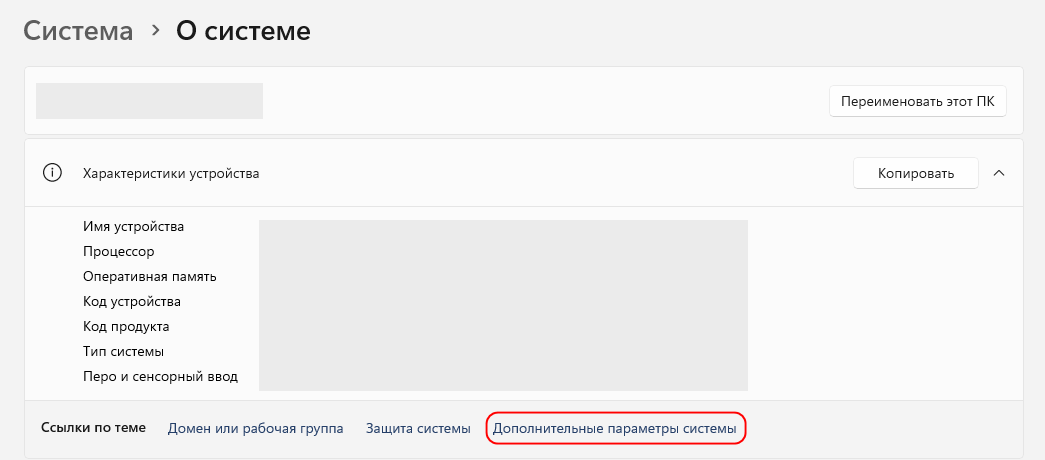 Система > О системе
Переименовать этот ПК
Характеристики устройства
Копировать
Имя устройства
Процессор
Оперативная память
Код устройства
Код продукта
Тип системы
Перо и сенсорный ввод
Ссылки по теме Домен или рабочая группа Защита системы Дополнительные параметры системы